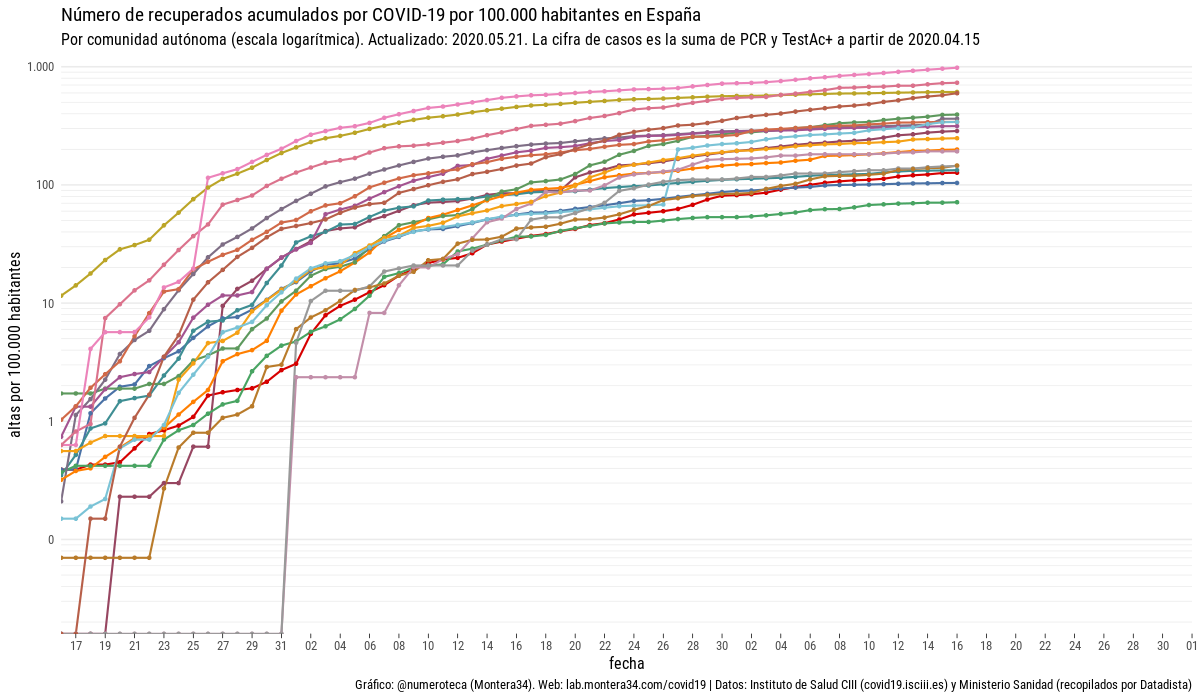 Número de recuperados acumulados por COVID-19 por 100.000 habitantes en España
Por comunidad autónoma (escala logarítmica). Actualizado: 2020.05.21. La cifra de casos es la suma de PCR y TestAc+ a partir de 2020.04.15
altas por 100.000 habitantes
1.000
100
10
1
0
17 19 21 23 25 27 29 31 02 04 06 08 10 12 14 16 18 20 22 24 26 28 30 02 04 06 08 10 12 14 16 18 20 22 24 26 28 30 01
fecha
Gráfico: @numeroteca (Montera34). Web: lab.montera34.com/covid19 | Datos: Instituto de Salud CIII (covid19.isciii.es) y Ministerio Sanidad (recopilados por Datadista)